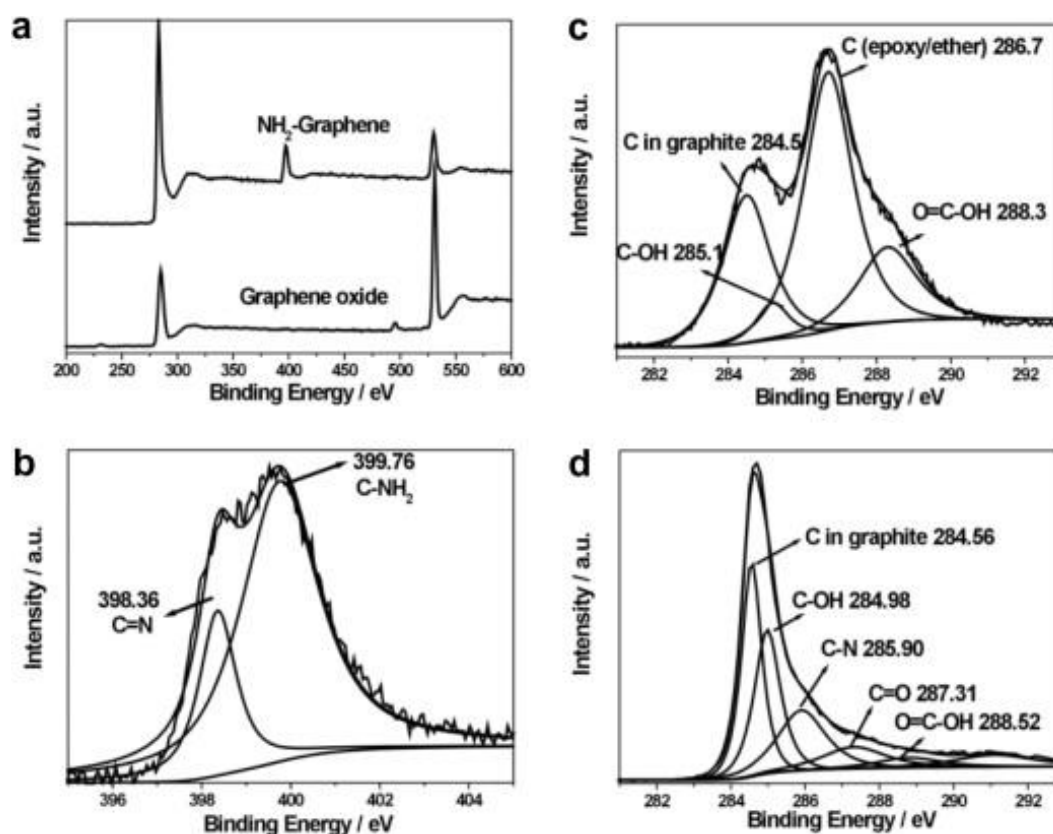 a
Intensity / a.u.
NH₂-Graphene
Graphene oxide
200 250 300 350 400 450 500 550 600
Binding Energy / eV
c
Intensity / a.u.
C (epoxy/ether) 286.7
C in graphite 284.5
O=C-OH 288.3
C-OH 285.1
282 284 286 288 290 292
Binding Energy / eV
b
Intensity / a.u.
399.76
C-NH₂
398.36
C=N
396 398 400 402 404
Binding Energy / eV
d
Intensity / a.u.
C in graphite 284.56
C-OH 284.98
C-N 285.90
C=O 287.31
O=C-OH 288.52
282 284 286 288 290 292
Binding Energy / eV